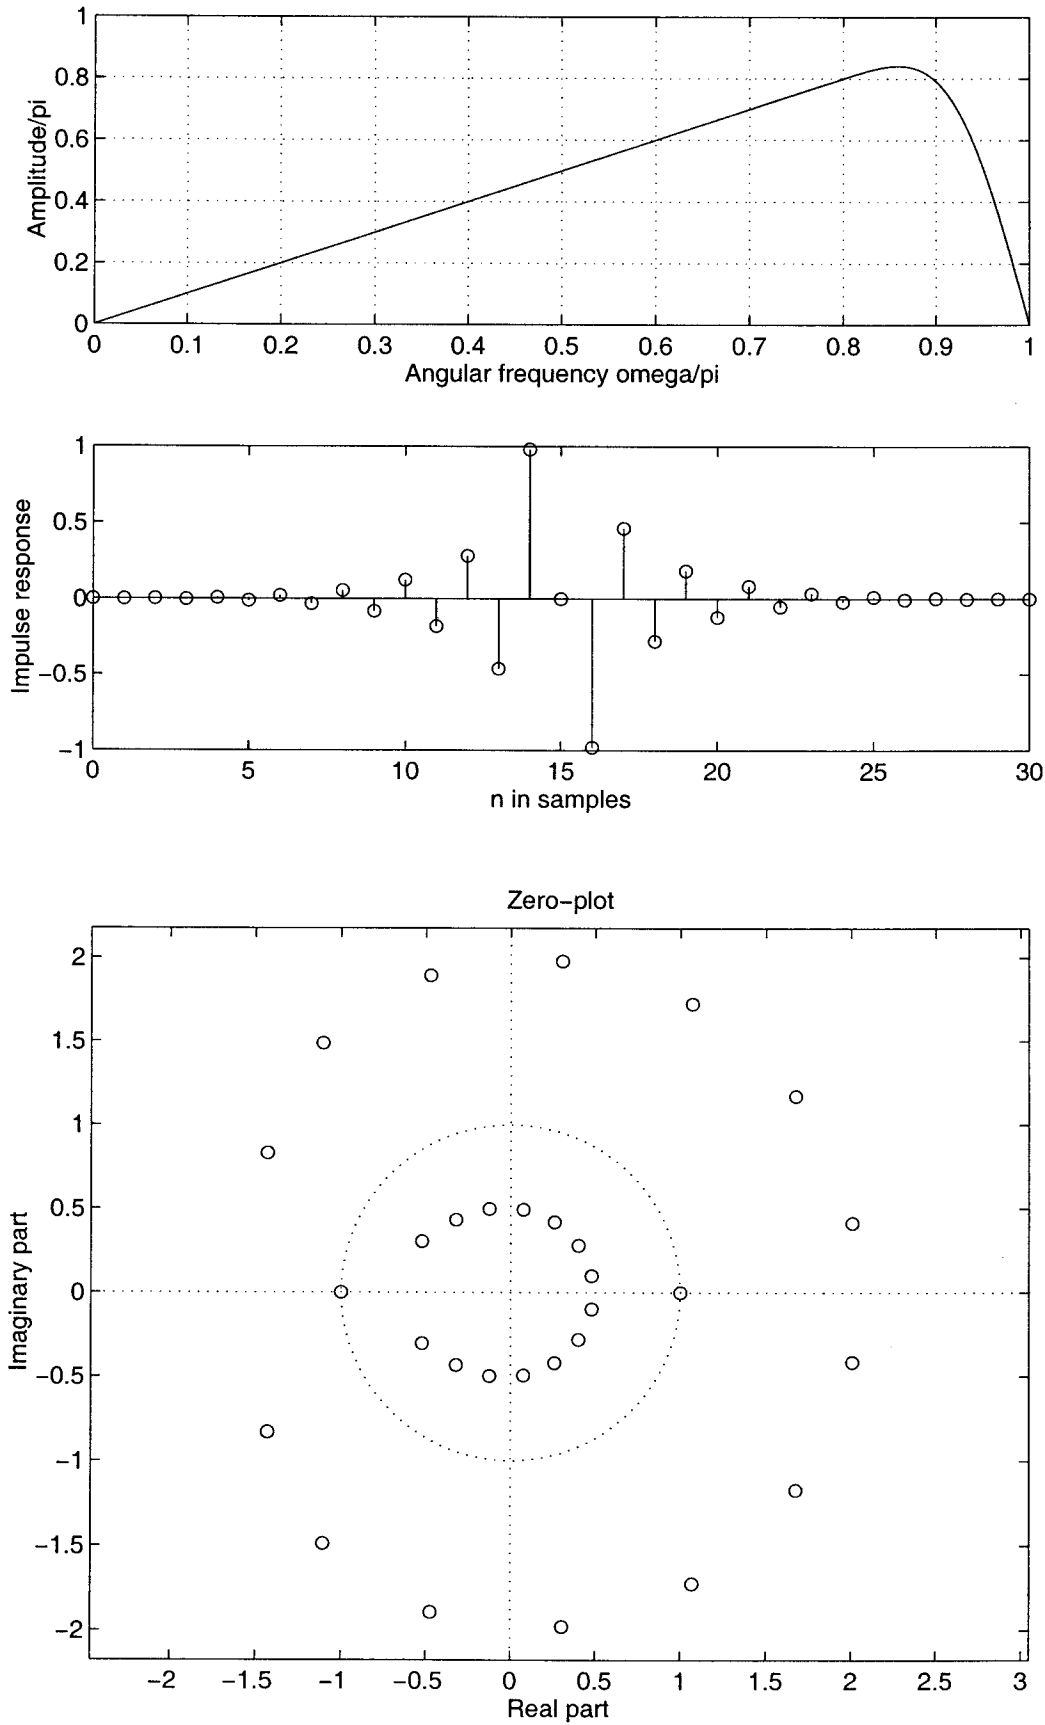 1
0.8
0.6
0.4
0.2
0
Amplitude/pi
0 0.1 0.2 0.3 0.4 0.5 0.6 0.7 0.8 0.9 1
Angular frequency omega/pi
1
0.5
0
−0.5
−1
Impulse response
0 5 10 15 20 25 30
n in samples
Zero−plot
2
1.5
1
0.5
0
−0.5
−1
−1.5
−2
Imaginary part
−2 −1.5 −1 −0.5 0 0.5 1 1.5 2 2.5 3
Real part